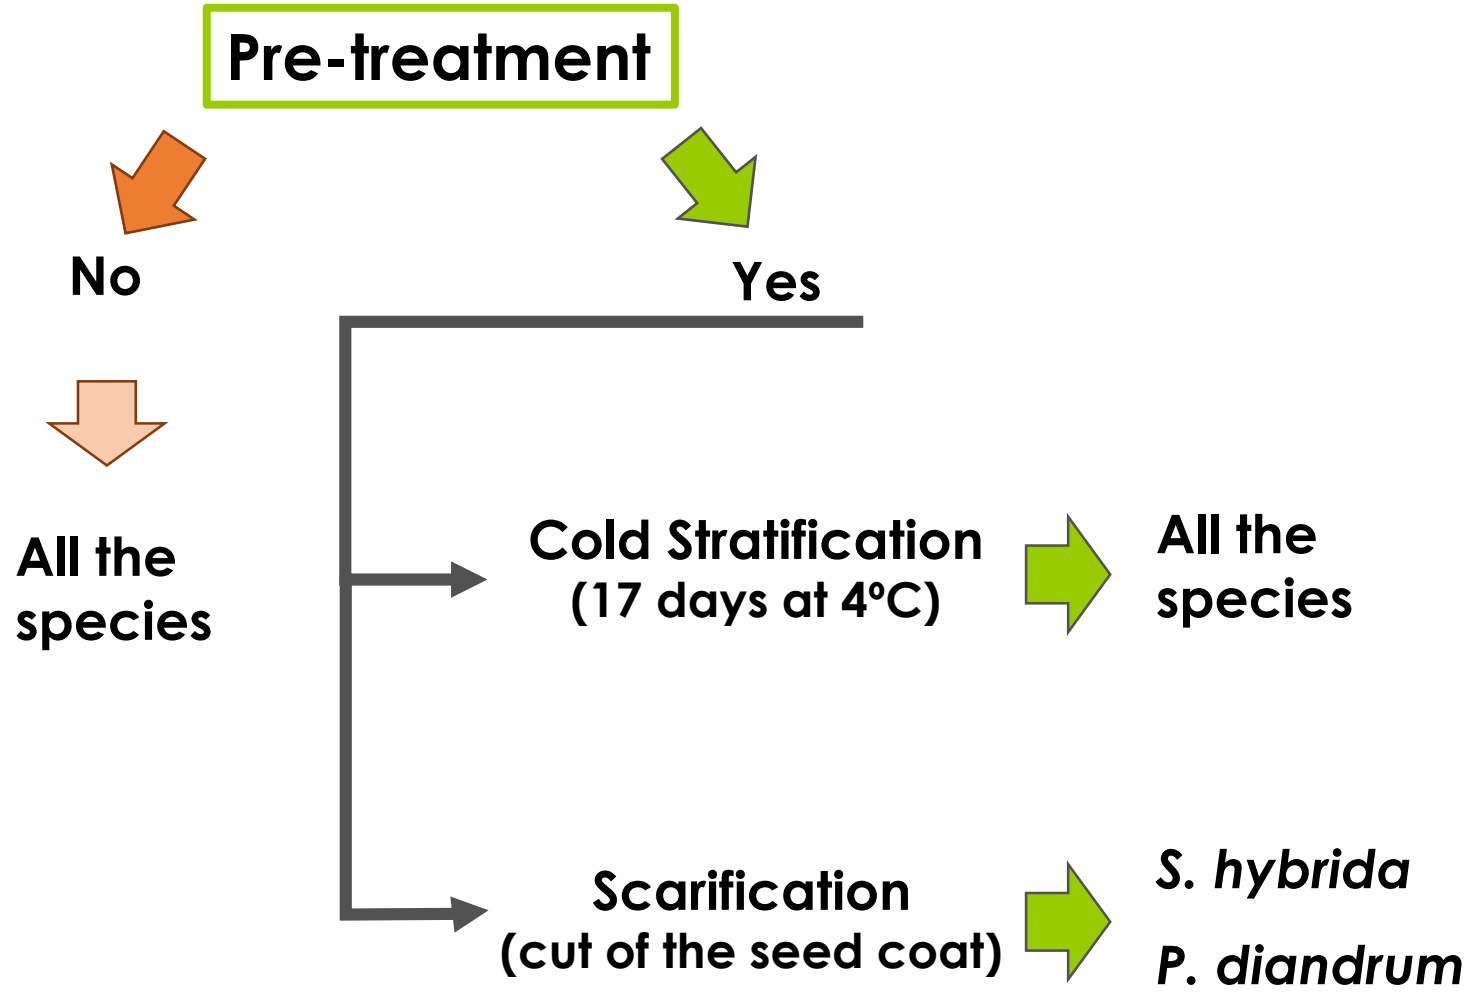 Pre-treatment
No
Yes
All the
species
Cold Stratification
(17 days at 4ºC)
All the
species
Scarification
(cut of the seed coat)
S. hybrida
P. diandrum